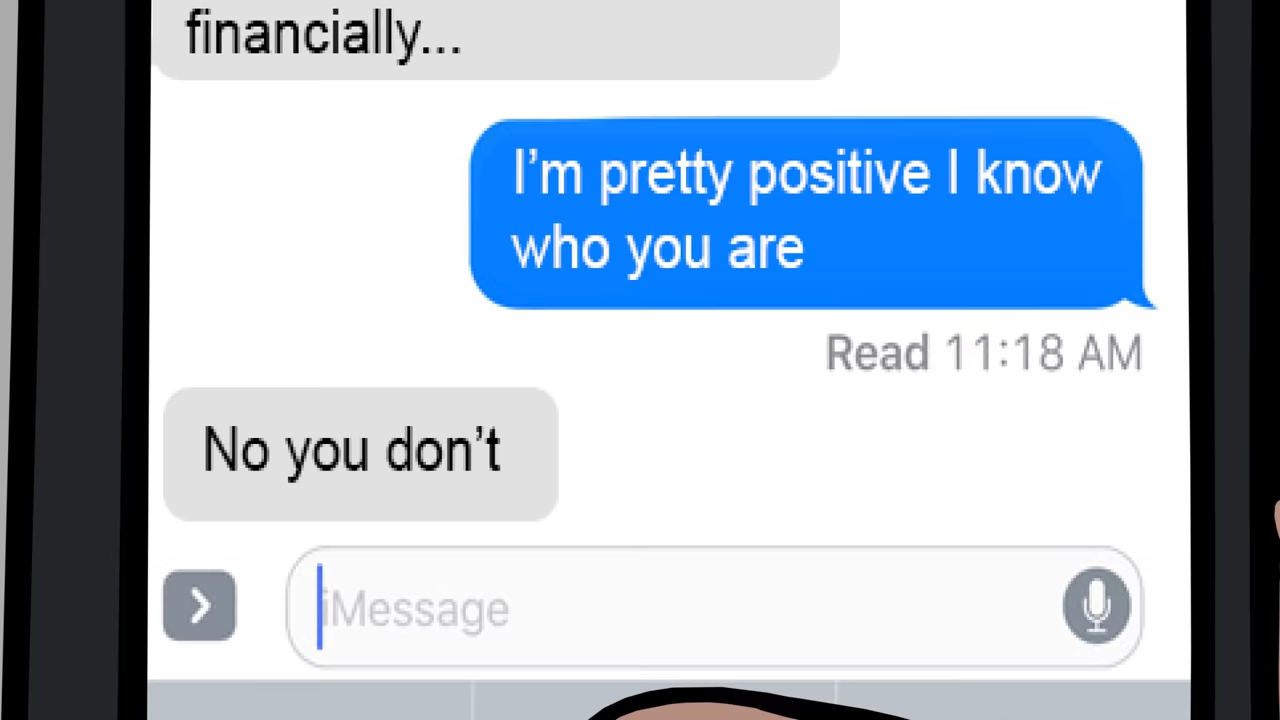 financially...
I’m pretty positive I know
who you are
Read 11:18 AM
No you don’t
iMessage